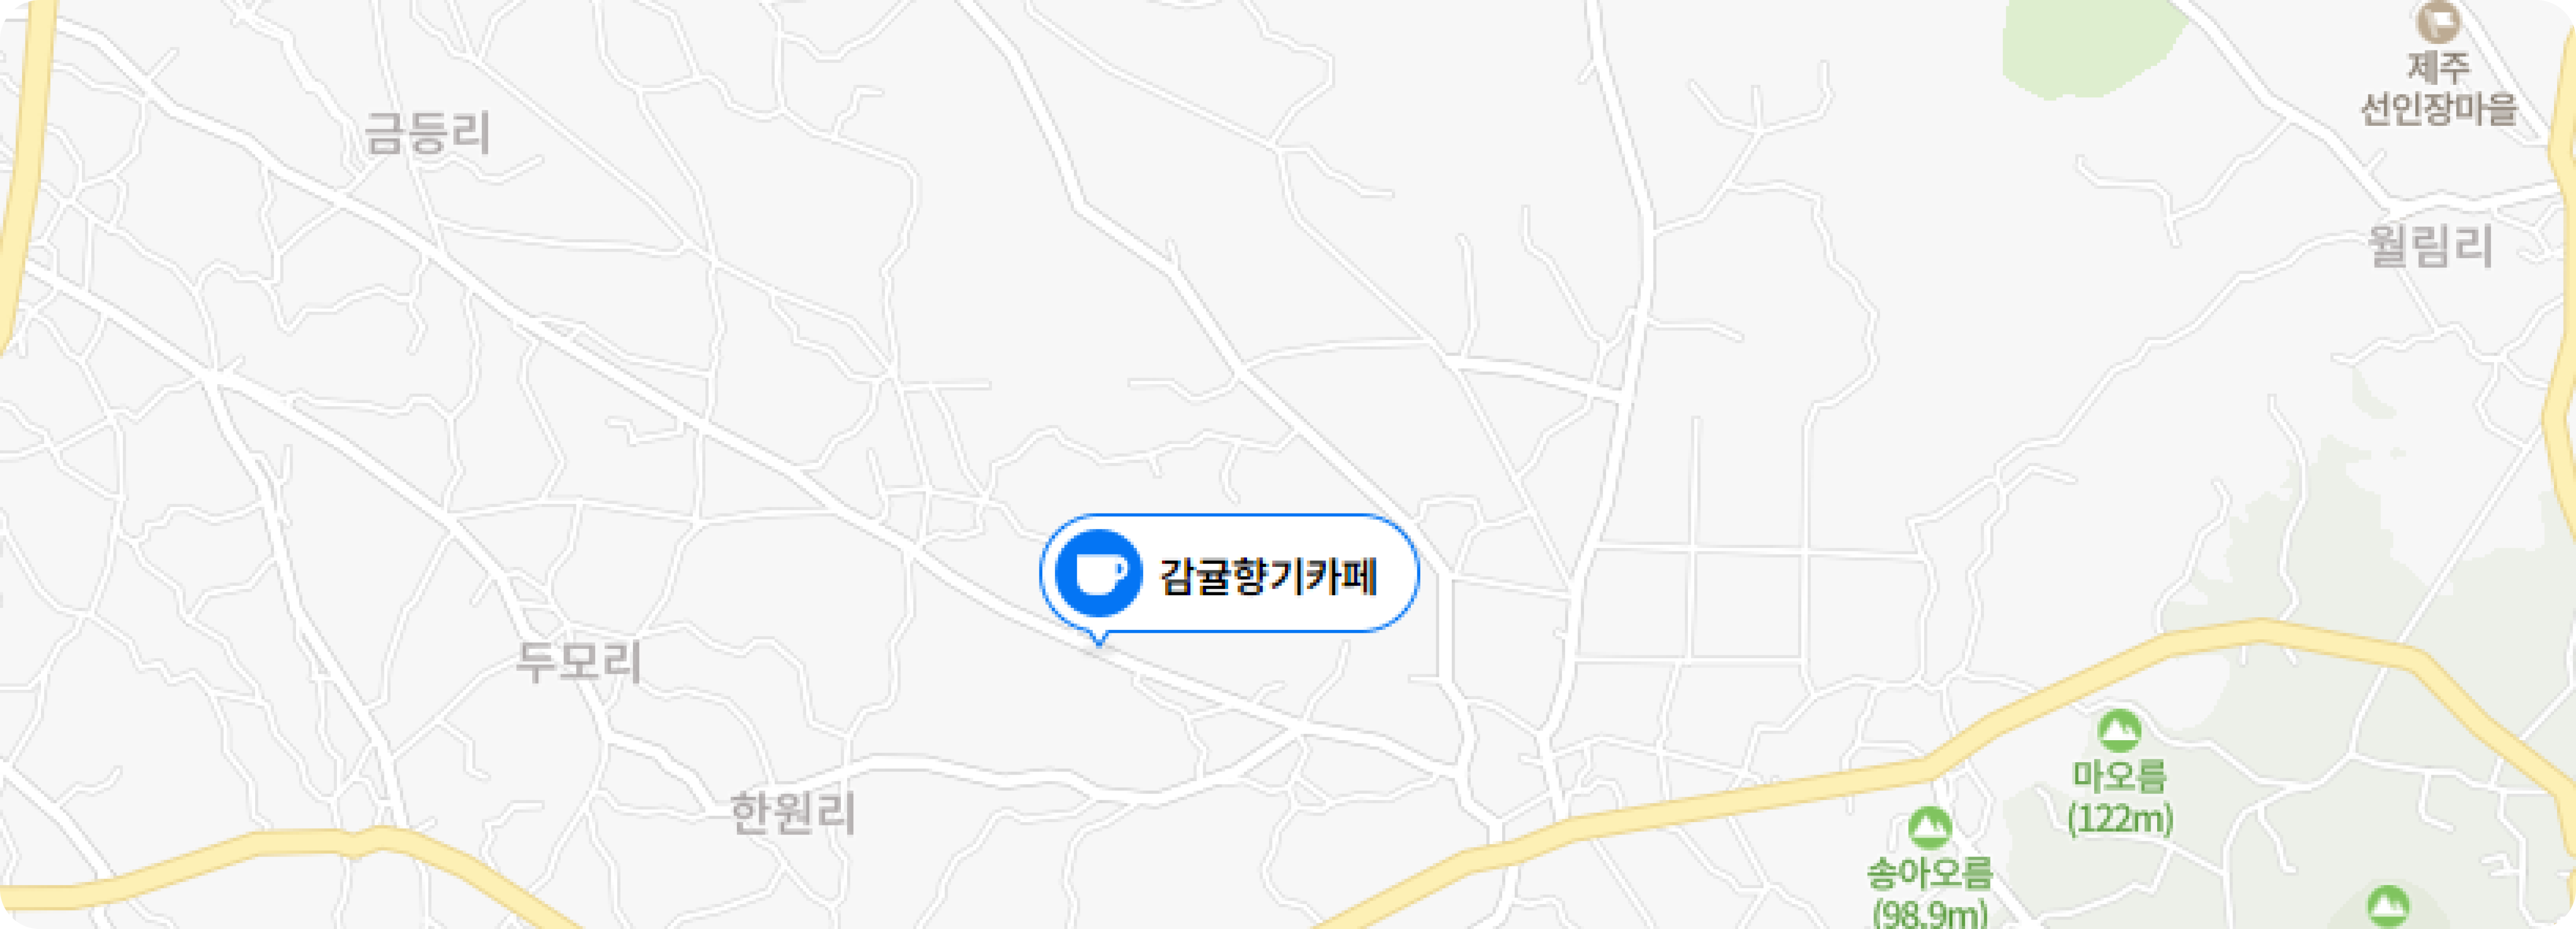 제주
선인장마을
금등리
월림리
감귤향기카페
두모리
한원리
마오름
(122m)
송아오름
(98.9m)